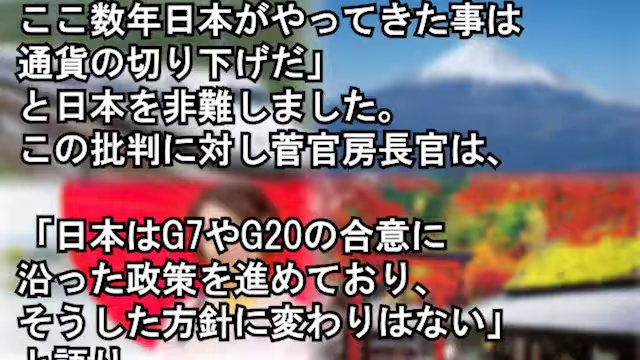 ここ数年日本がやってきた事は
通貨の切り下げだ」
と日本を非難しました。
この批判に対し菅官房長官は、
「日本はG7やG20の合意に
沿った政策を進めており、
そうした方針に変わりはない」
と語り